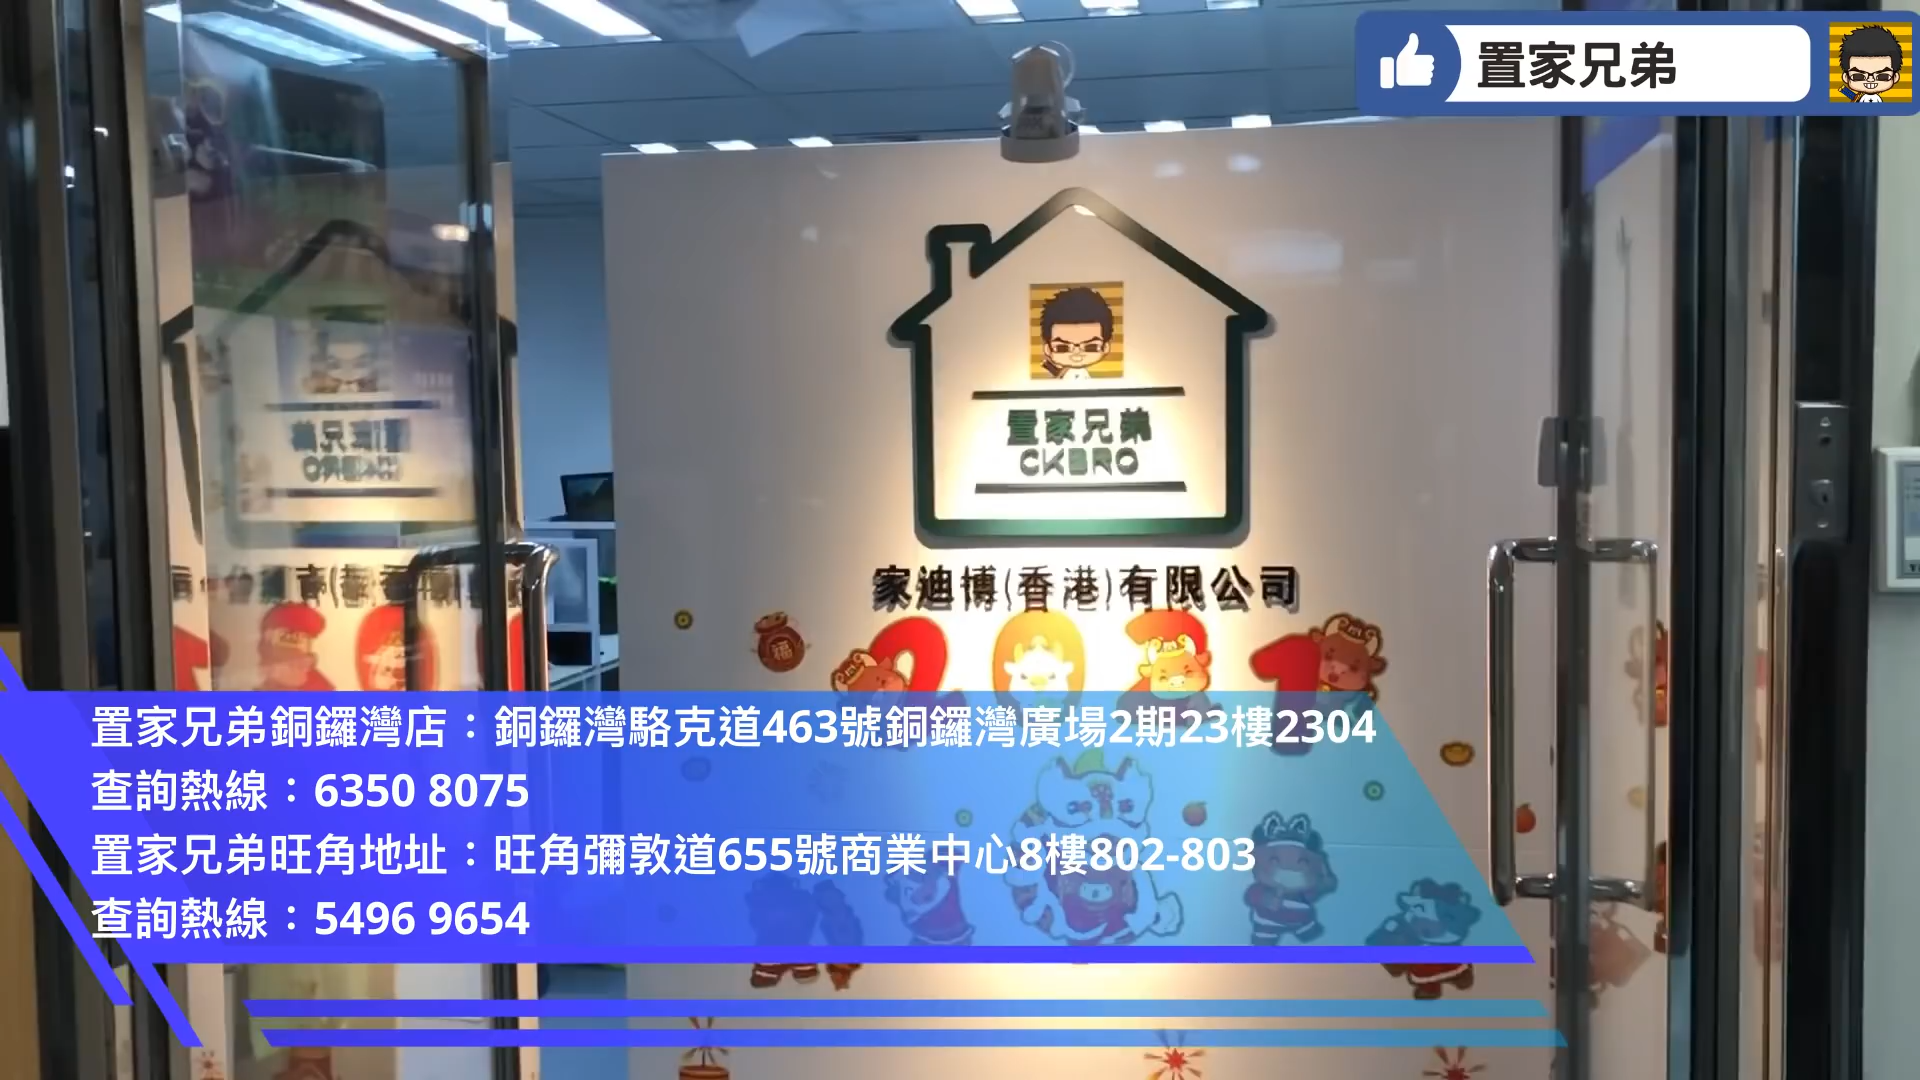 置家兄弟
置家兄弟
CKBRO
家迪博(香港)有限公司
福
2021
置家兄弟銅鑼灣店：銅鑼灣駱克道463號銅鑼灣廣場2期23樓2304
查詢熱線：6350 8075
置家兄弟旺角地址：旺角彌敦道655號商業中心8樓802-803
查詢熱線：5496 9654